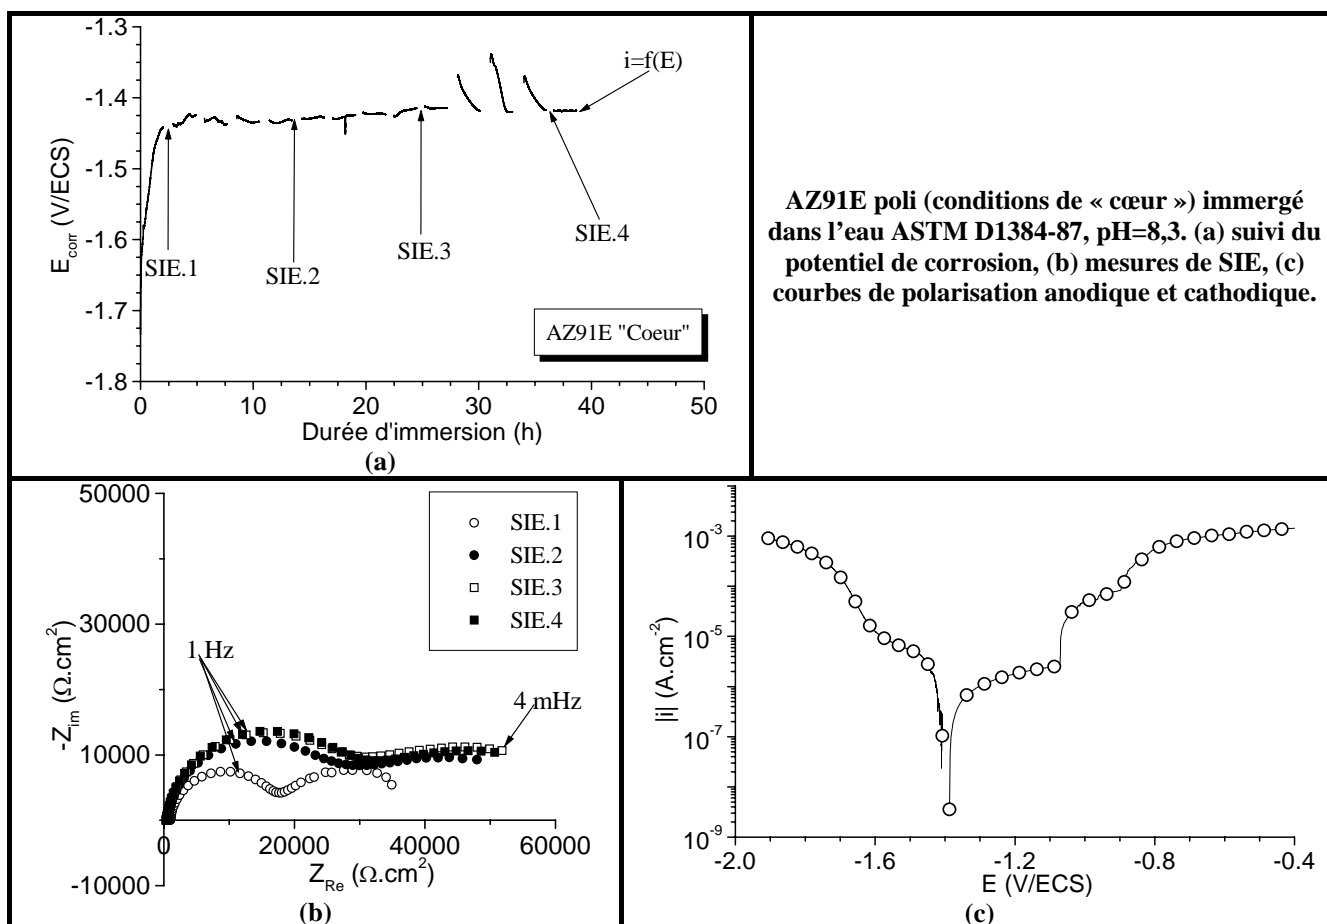 -1.3
-1.4
-1.5
-1.6
-1.7
-1.8
E_corr (V/ECS)
i=f(E)
SIE.1
SIE.2
SIE.3
SIE.4
AZ91E "Coeur"
0 10 20 30 40 50
Durée d'immersion (h)
(a)
AZ91E poli (conditions de « cœur ») immergé
dans l'eau ASTM D1384-87, pH=8,3. (a) suivi du
potentiel de corrosion, (b) mesures de SIE, (c)
courbes de polarisation anodique et cathodique.
50000
30000
10000
-10000
-Z_im (Ω.cm²)
SIE.1
SIE.2
SIE.3
SIE.4
1 Hz
4 mHz
0 20000 40000 60000
Z_Re (Ω.cm²)
(b)
10⁻³
10⁻⁵
10⁻⁷
10⁻⁹
|i| (A.cm⁻²)
-2.0 -1.6 -1.2 -0.8 -0.4
E (V/ECS)
(c)